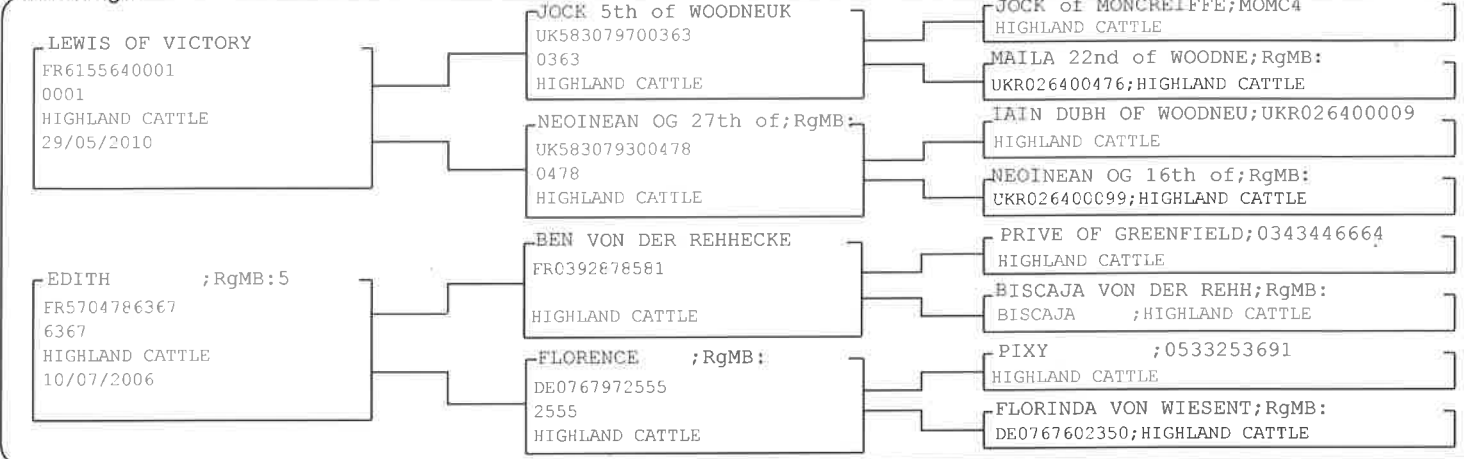 LEWIS OF VICTORY
FR6155640001
0001
HIGHLAND CATTLE
29/05/2010
EDITH ;RgMB:5
FR5704786367
6367
HIGHLAND CATTLE
10/07/2006
JOCK 5th of WOODNEUK
UK583079700363
0363
HIGHLAND CATTLE
NEOINEAN OG 27th of;RgMB:
UK583079300478
0478
HIGHLAND CATTLE
BEN VON DER REHHECKE
FR0392878581
HIGHLAND CATTLE
FLORENCE ;RgMB:
DE0767972555
2555
HIGHLAND CATTLE
JOCK of MONCREIFFE;MOMC4
HIGHLAND CATTLE
MAILA 22nd of WOODNE;RgMB:
UKR026400476;HIGHLAND CATTLE
IAIN DUBH OF WOODNEU;UKR026400009
HIGHLAND CATTLE
NEOINEAN OG 16th of;RgMB:
UKR026400099;HIGHLAND CATTLE
PRIVE OF GREENFIELD;0343446664
HIGHLAND CATTLE
BISCAJA VON DER REHH;RgMB:
BISCAJA ;HIGHLAND CATTLE
PIXY ;0533253691
HIGHLAND CATTLE
FLORINDA VON WIESENT;RgMB:
DE0767602350;HIGHLAND CATTLE